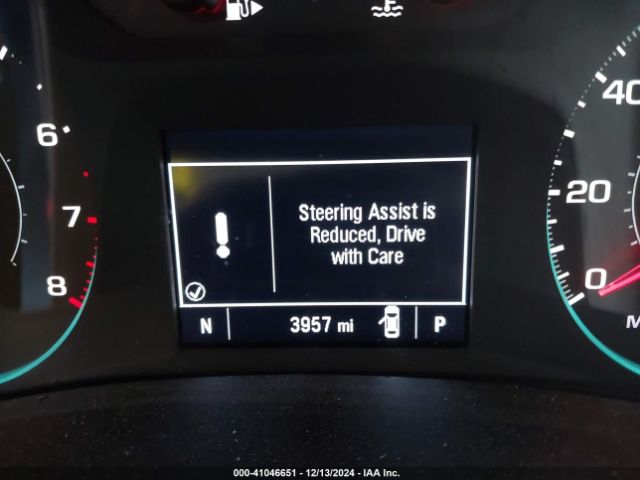 6
7
8
40
20
0
M
Steering Assist is
Reduced, Drive
with Care
N
3957 mi
P
000-41046651 - 12/13/2024 - IAA Inc.